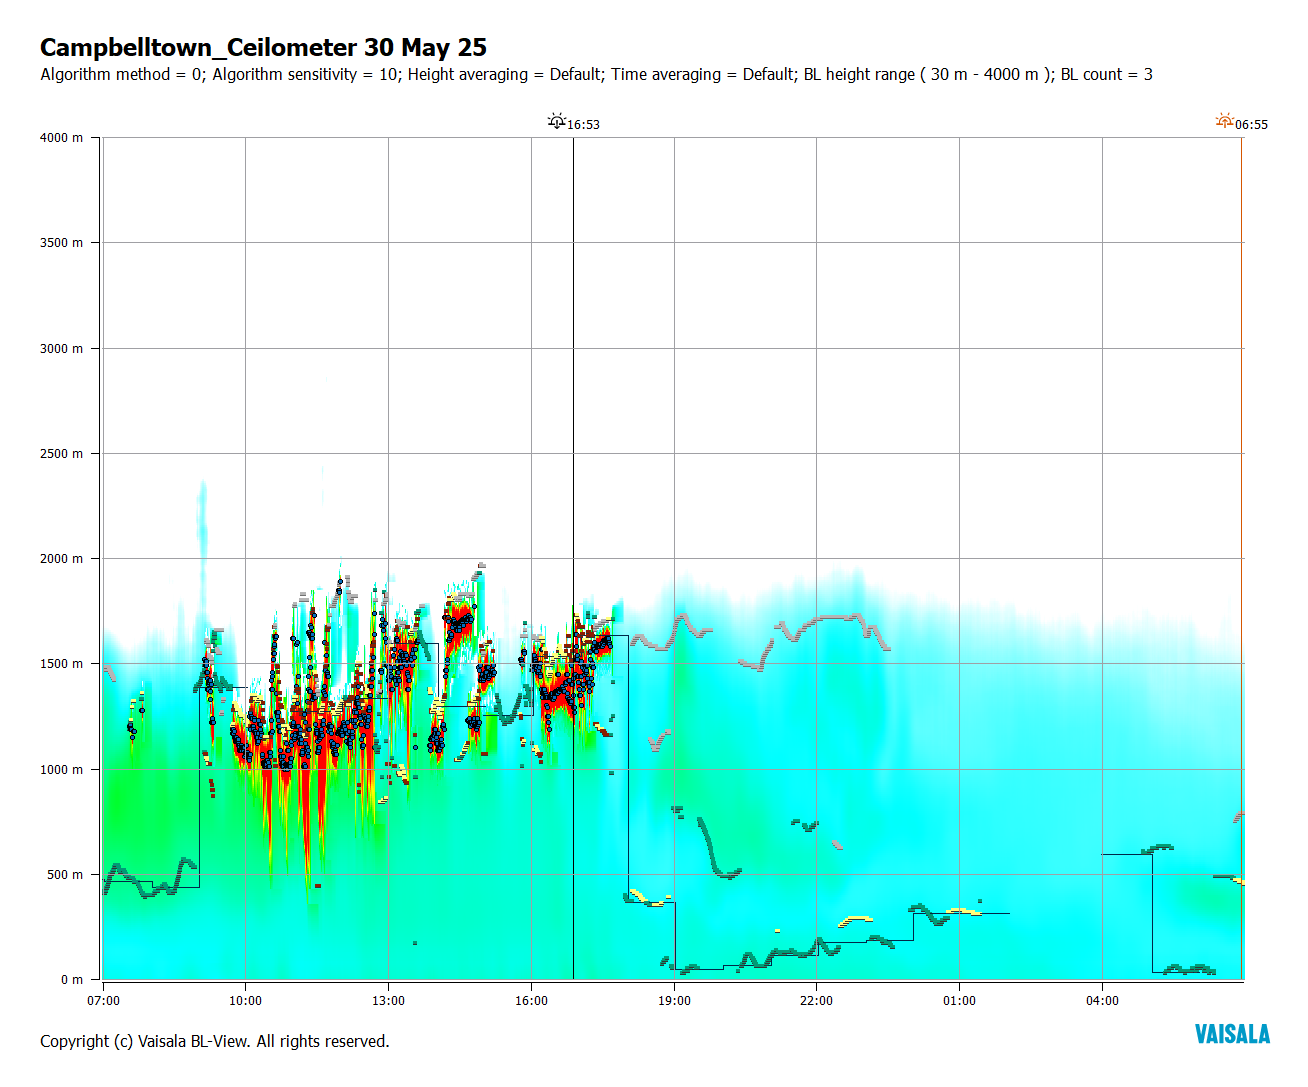 Campbelltown_Ceilometer 30 May 25
Algorithm method = 0; Algorithm sensitivity = 10; Height averaging = Default; Time averaging = Default; BL height range ( 30 m - 4000 m ); BL count = 3
16:53
06:55
4000 m
3500 m
3000 m
2500 m
2000 m
1500 m
1000 m
500 m
0 m
07:00 10:00 13:00 16:00 19:00 22:00 01:00 04:00
Copyright (c) Vaisala BL-View. All rights reserved.
VAISALA